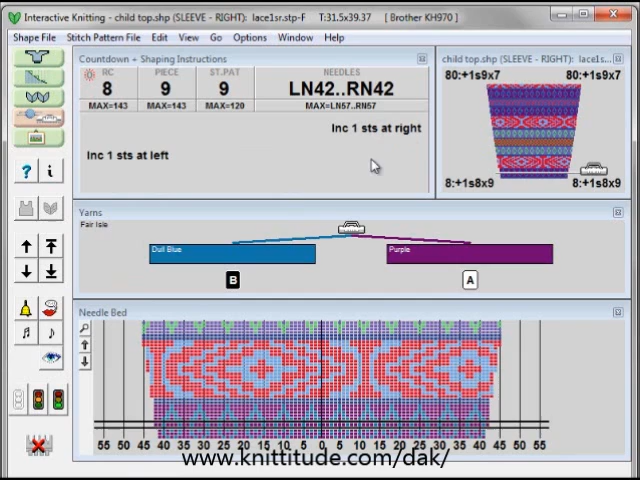 Interactive Knitting - child top.shp (SLEEVE - RIGHT): lace1sr.stp-F T:31.5x39.37 [ Brother KH970 ]
Shape File Stitch Pattern File Edit View Go Options Window Help
Countdown + Shaping Instructions
RC PIECE ST.PAT NEEDLES
8 9 9 LN42..RN42
MAX=143 MAX=143 MAX=120 MAX=LN57..RN57
Inc 1 sts at right
Inc 1 sts at left
child top.shp (SLEEVE - RIGHT): lace1s...
80:+1s9x7 80:+1s9x7
8:+1s8x9 8:+1s8x9
Yarns
Fair Isle
Dull Blue Purple
B A
Needle Bed
55 50 45 40 35 30 25 20 15 10 5 0 5 10 15 20 25 30 35 40 45 50 55
www.knittitude.com/dak/